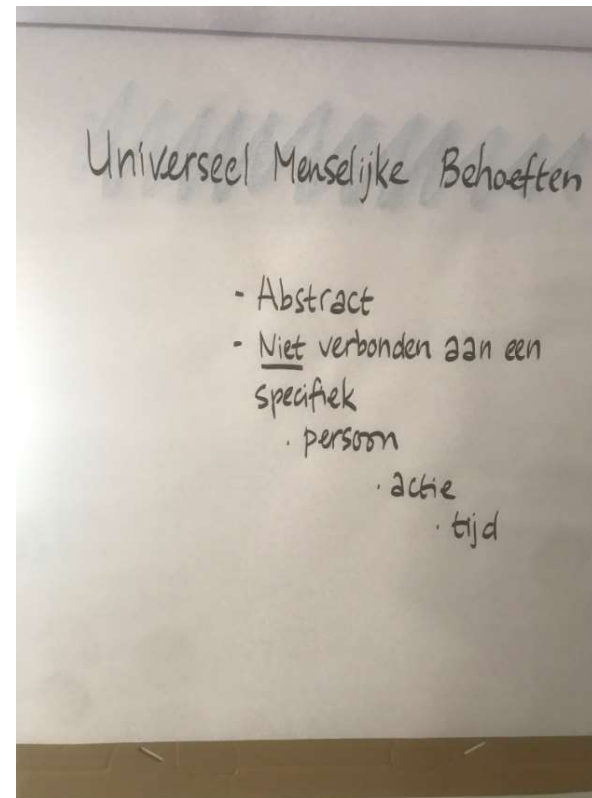 Universeel Menselijke Behoeften
- Abstract
- Niet verbonden aan een
specifiek
· persoon
· actie
· tijd